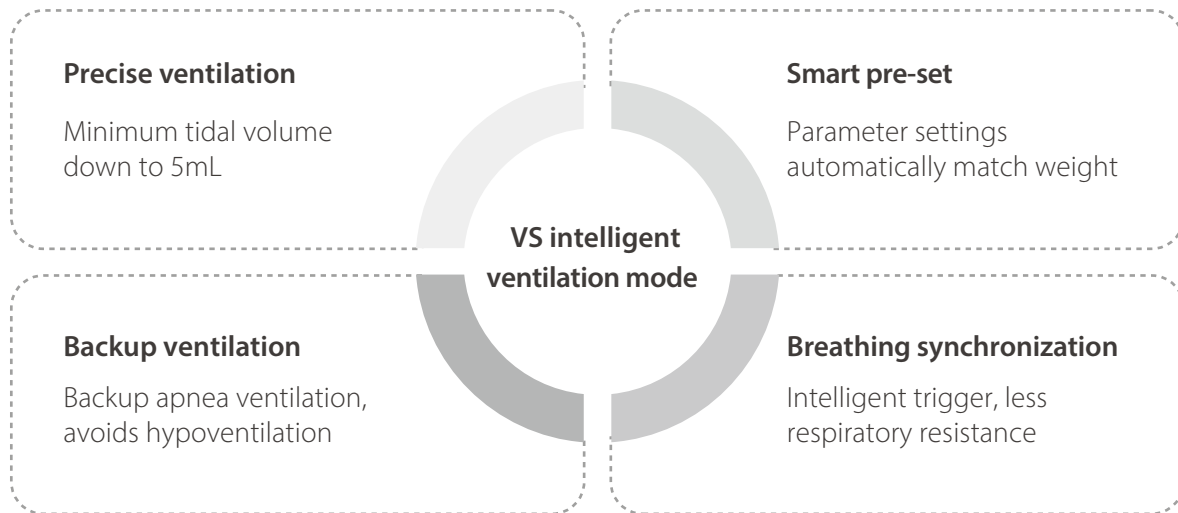 Precise ventilation
Minimum tidal volume
down to 5mL
Smart pre-set
Parameter settings
automatically match weight
VS intelligent
ventilation mode
Backup ventilation
Backup apnea ventilation,
avoids hypoventilation
Breathing synchronization
Intelligent trigger, less
respiratory resistance